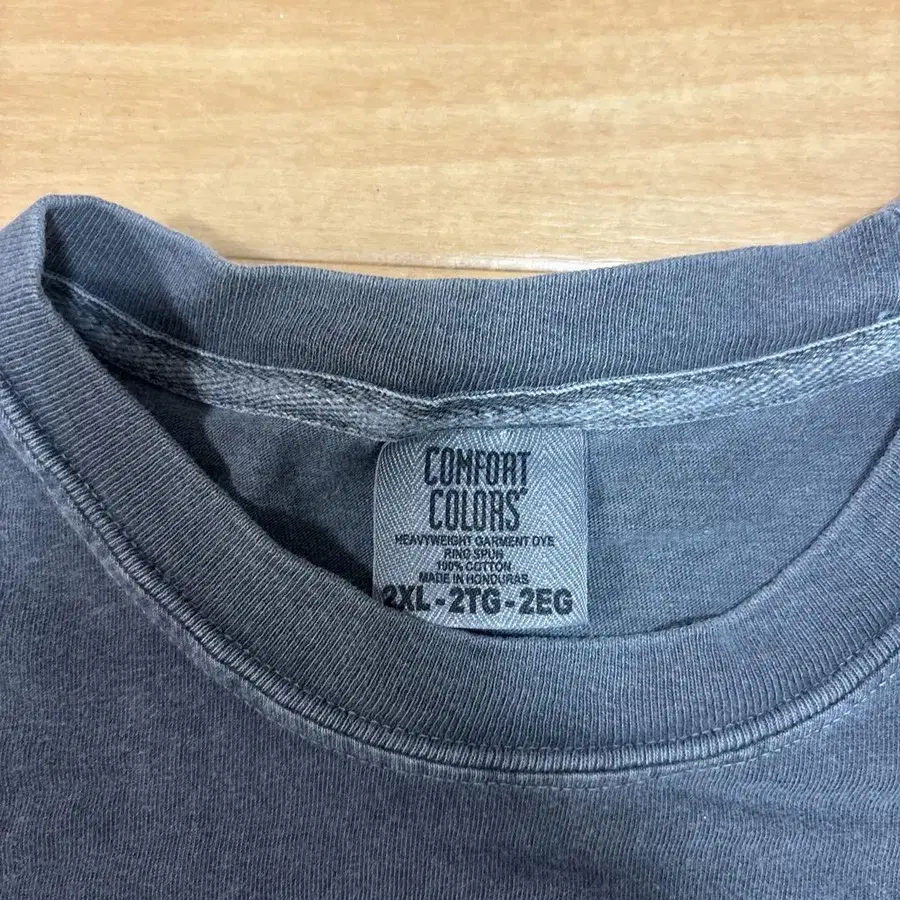 COMFORT
COLORS®
HEAVYWEIGHT GARMENT DYE
RING SPUN
100% COTTON
MADE IN HONDURAS
2XL - 2TG - 2EG